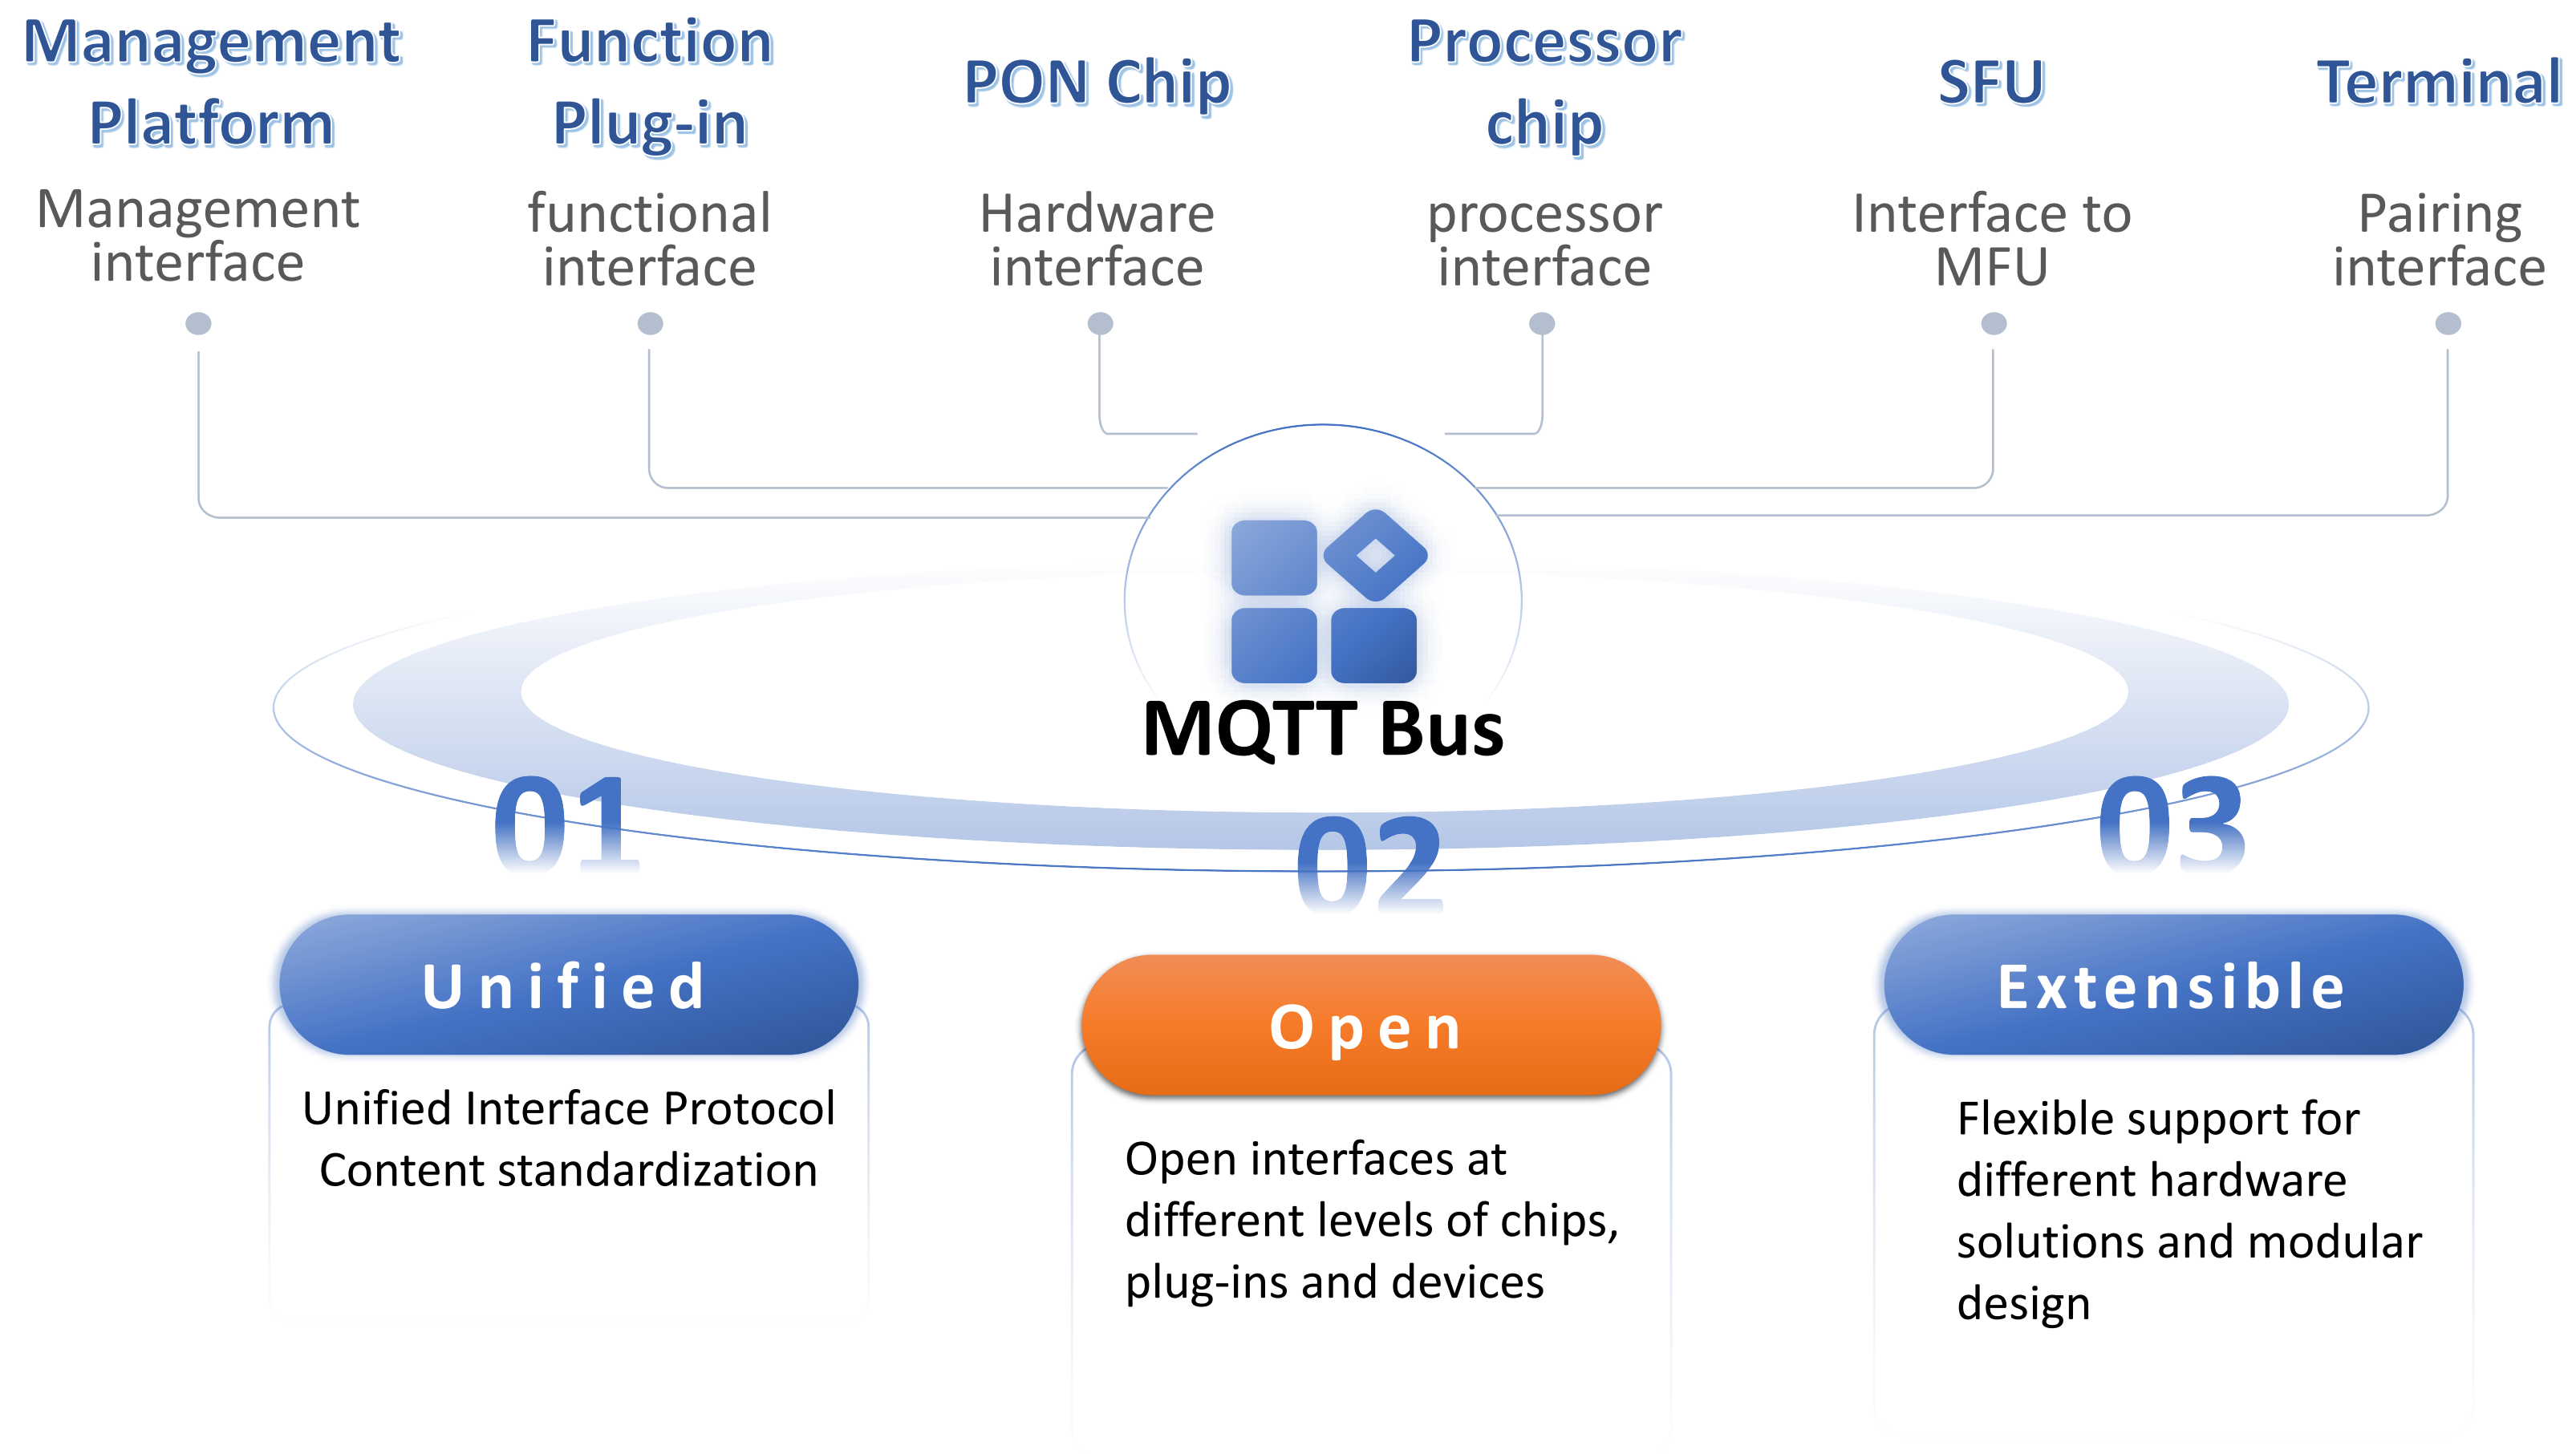 Management
Platform
Function
Plug-in
PON Chip
Processor
chip
SFU
Terminal
Management
interface
functional
interface
Hardware
interface
processor
interface
Interface to
MFU
Pairing
interface
MQTT Bus
01
Unified
Unified Interface Protocol
Content standardization
02
Open
Open interfaces at
different levels of chips,
plug-ins and devices
03
Extensible
Flexible support for
different hardware
solutions and modular
design